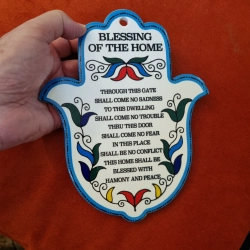 BLESSING
OF THE HOME
THROUGH THIS GATE
SHALL COME NO SADNESS
TO THIS DWELLING
SHALL COME NO TROUBLE
THRU THIS DOOR
SHALL COME NO FEAR
IN THIS PLACE
SHALL BE NO CONFLICT
THIS HOME SHALL BE
BLESSED WITH
HAMONY AND PEACE